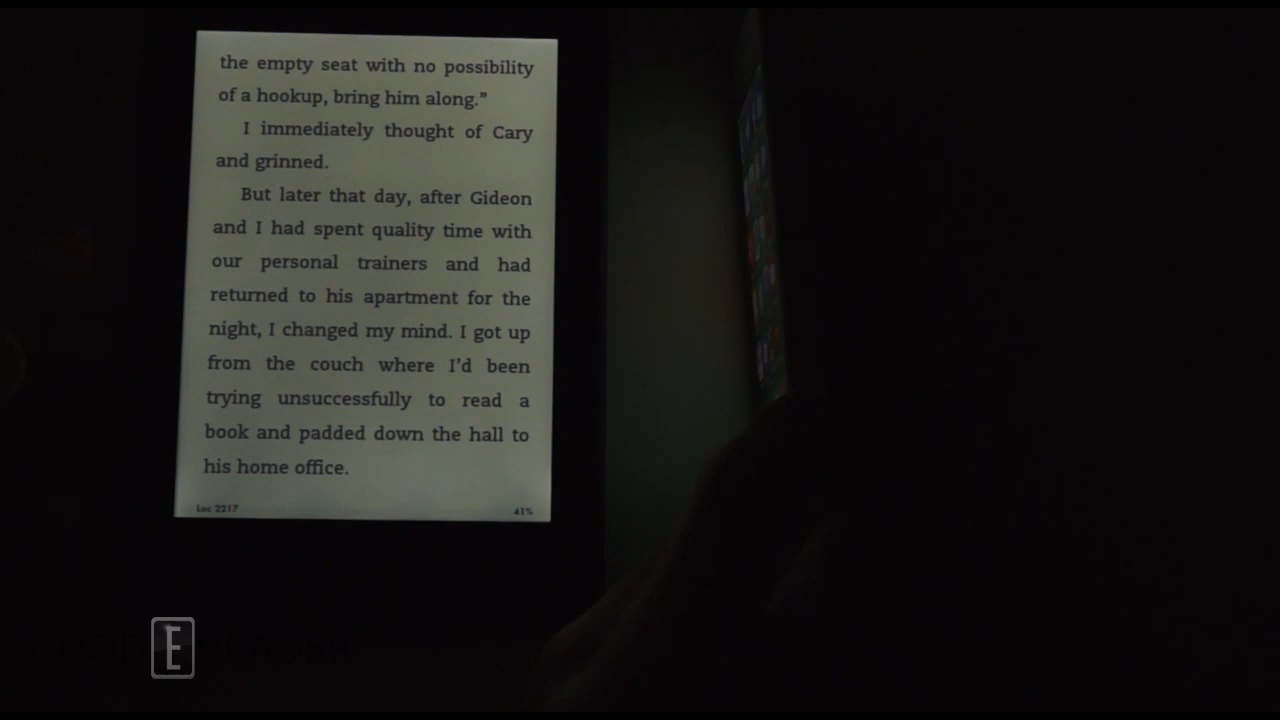 the empty seat with no possibility
of a hookup, bring him along.”
I immediately thought of Cary
and grinned.
But later that day, after Gideon
and I had spent quality time with
our personal trainers and had
returned to his apartment for the
night, I changed my mind. I got up
from the couch where I’d been
trying unsuccessfully to read a
book and padded down the hall to
his home office.
Loc 2217
41%
GOOD E READER